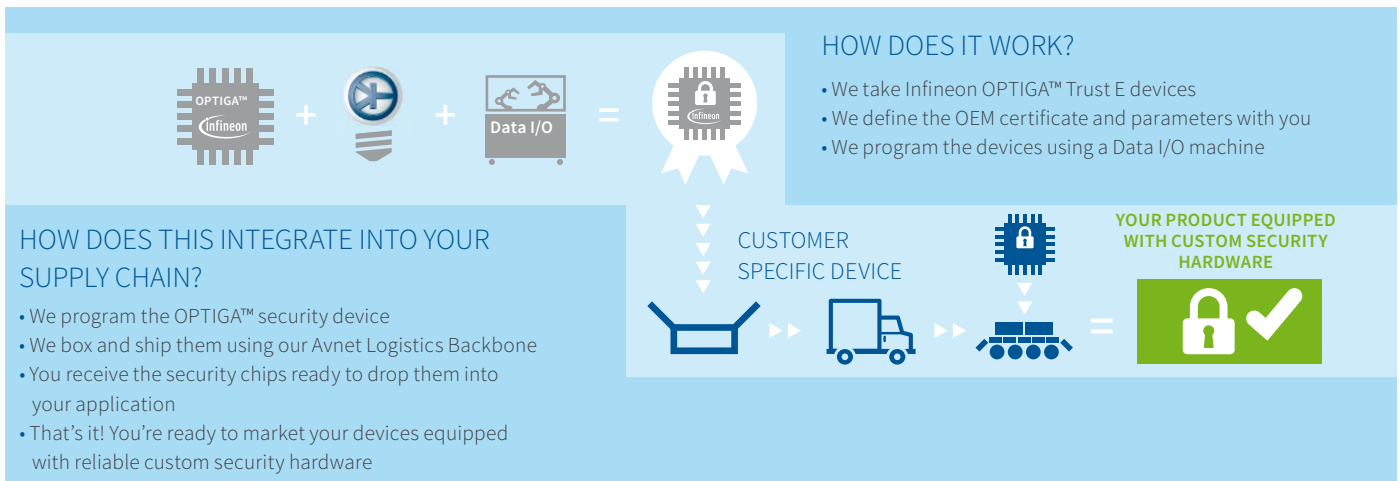 OPTIGA™
infineon
Data I/O
infineon
HOW DOES IT WORK?
• We take Infineon OPTIGA™ Trust E devices
• We define the OEM certificate and parameters with you
• We program the devices using a Data I/O machine
HOW DOES THIS INTEGRATE INTO YOUR
SUPPLY CHAIN?
• We program the OPTIGA™ security device
• We box and ship them using our Avnet Logistics Backbone
• You receive the security chips ready to drop them into
your application
• That’s it! You’re ready to market your devices equipped
with reliable custom security hardware
CUSTOMER
SPECIFIC DEVICE
YOUR PRODUCT EQUIPPED
WITH CUSTOM SECURITY
HARDWARE